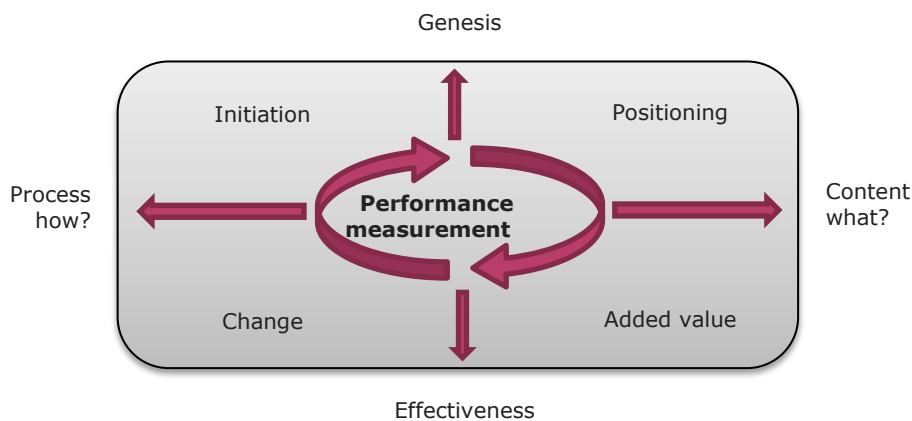 Genesis
Initiation
Positioning
Process
how?
Performance
measurement
Content
what?
Change
Added value
Effectiveness